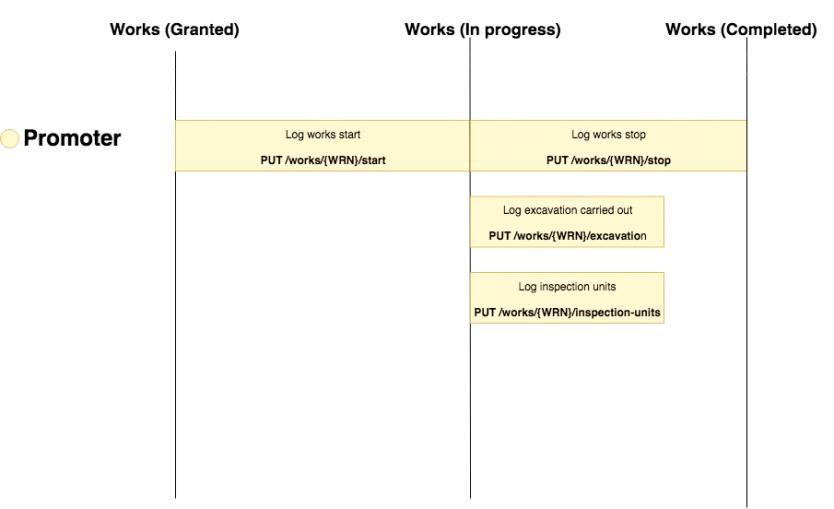 Works (Granted)
Works (In progress)
Works (Completed)
Promoter
Log works start
PUT /works/{WRN}/start
Log works stop
PUT /works/{WRN}/stop
Log excavation carried out
PUT /works/{WRN}/excavation
Log inspection units
PUT /works/{WRN}/inspection-units